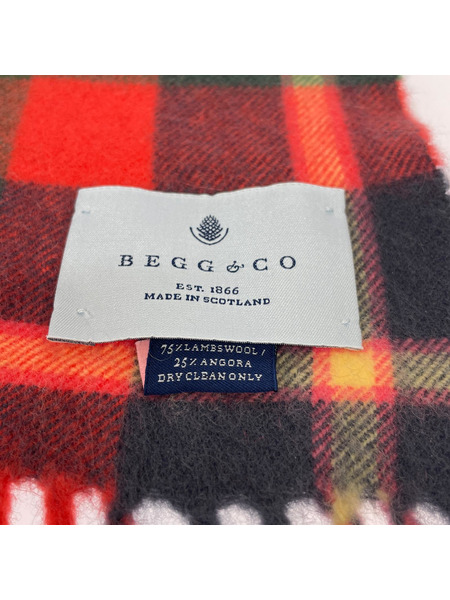 BEGG & CO
EST. 1866
MADE IN SCOTLAND
75% LAMBSWOOL /
25% ANGORA
DRY CLEAN ONLY